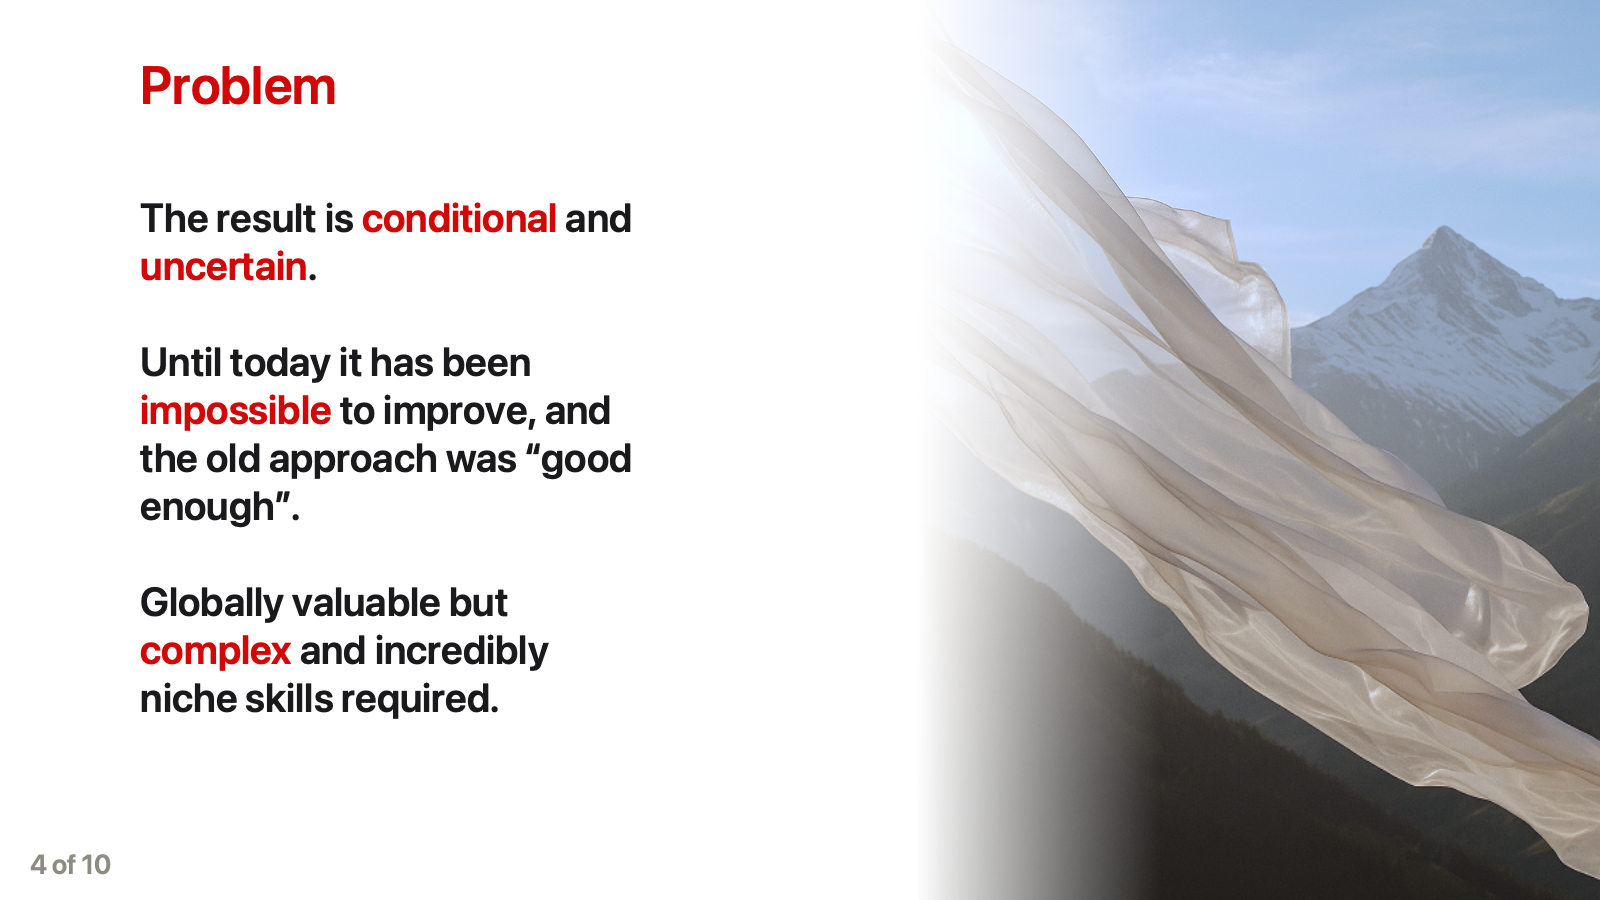 Problem
The result is conditional and
uncertain.
Until today it has been
impossible to improve, and
the old approach was “good
enough”.
Globally valuable but
complex and incredibly
niche skills required.
4 of 10